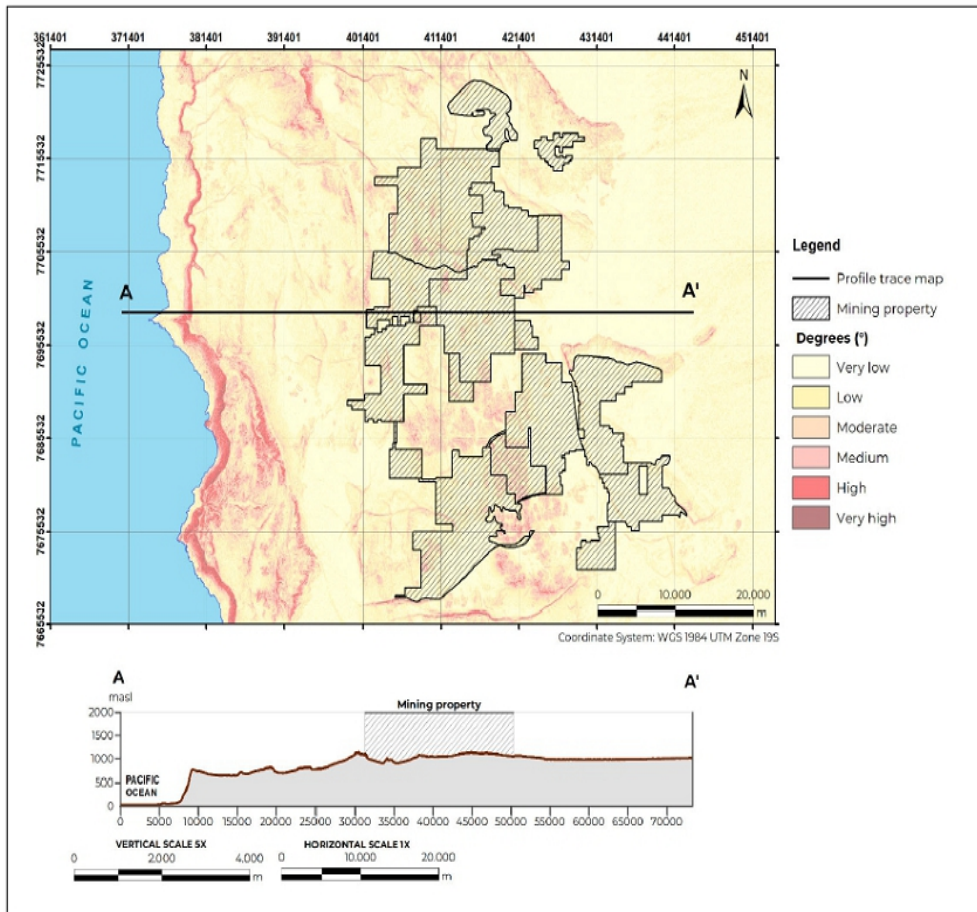 361401 371401 381401 391401 401401 411401 421401 431401 441401 451401
7725532
7715532
7705532
7695532
7685532
7675532
7665532
N
PACIFIC OCEAN
A A'
Legend
Profile trace map
Mining property
Degrees (°)
Very low
Low
Moderate
Medium
High
Very high
0 10.000 20.000
m
Coordinate System: WGS 1984 UTM Zone 19S
A A'
masl
Mining property
2000
1500
1000
500
0
PACIFIC
OCEAN
0 5000 10000 15000 20000 25000 30000 35000 40000 45000 50000 55000 60000 65000 70000
VERTICAL SCALE 5X HORIZONTAL SCALE 1X
0 2.000 4.000 0 10.000 20.000
m m